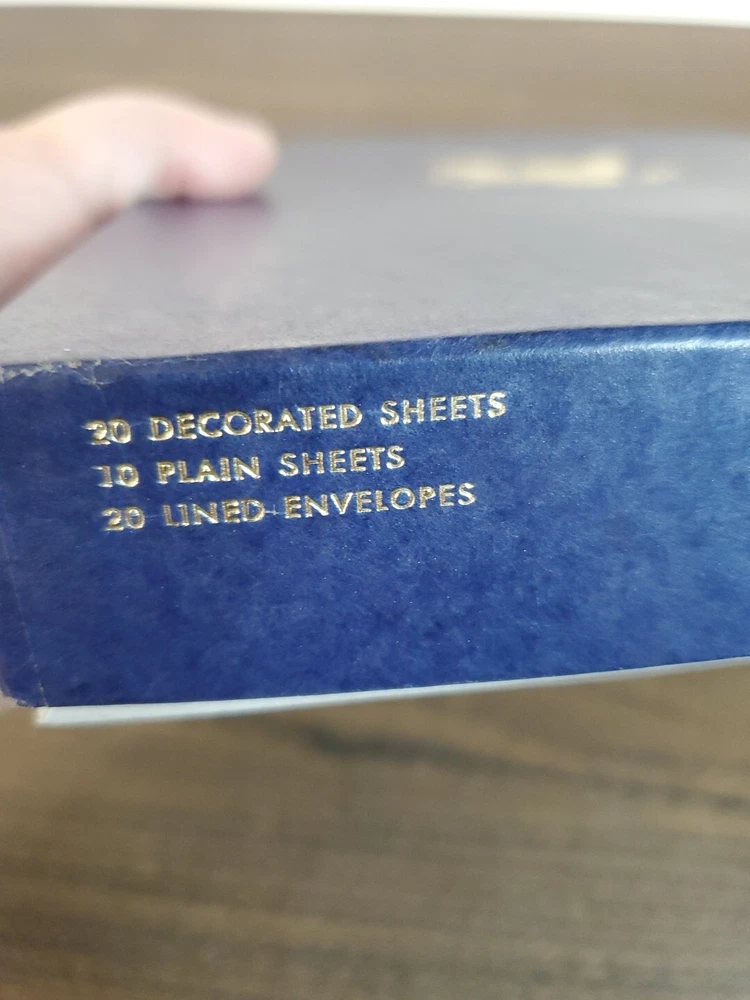 20 DECORATED SHEETS
10 PLAIN SHEETS
20 LINED ENVELOPES